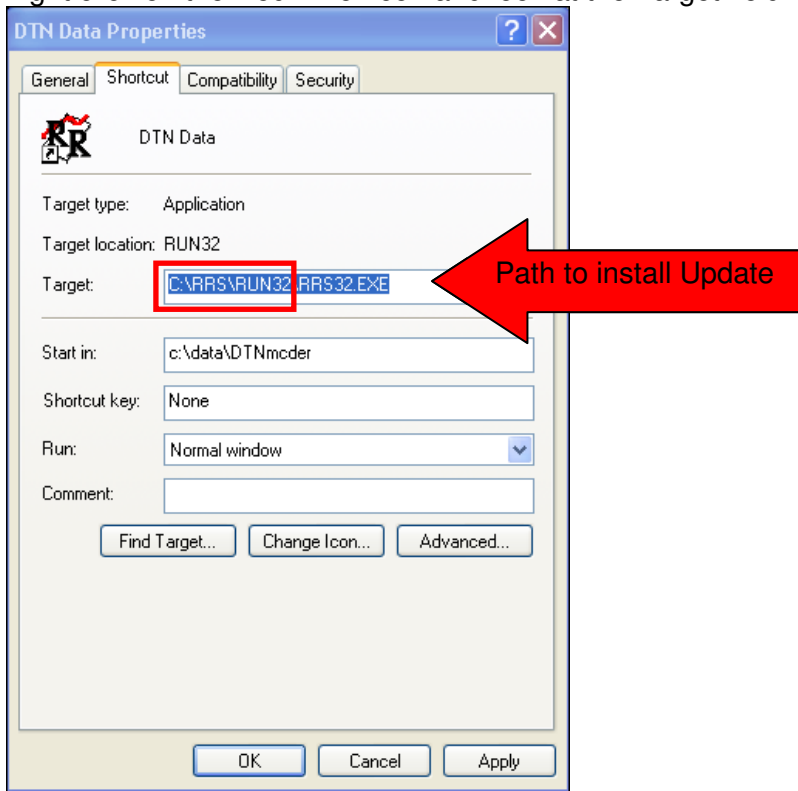 DTN Data Properties
General Shortcut Compatibility Security
RR
DTN Data
Target type: Application
Target location: RUN32
Target: C:\RRS\RUN32\RRS32.EXE
Path to install Update
Start in: c:\data\DTNmcder
Shortcut key: None
Run: Normal window
Comment:
Find Target... Change Icon... Advanced...
OK Cancel Apply